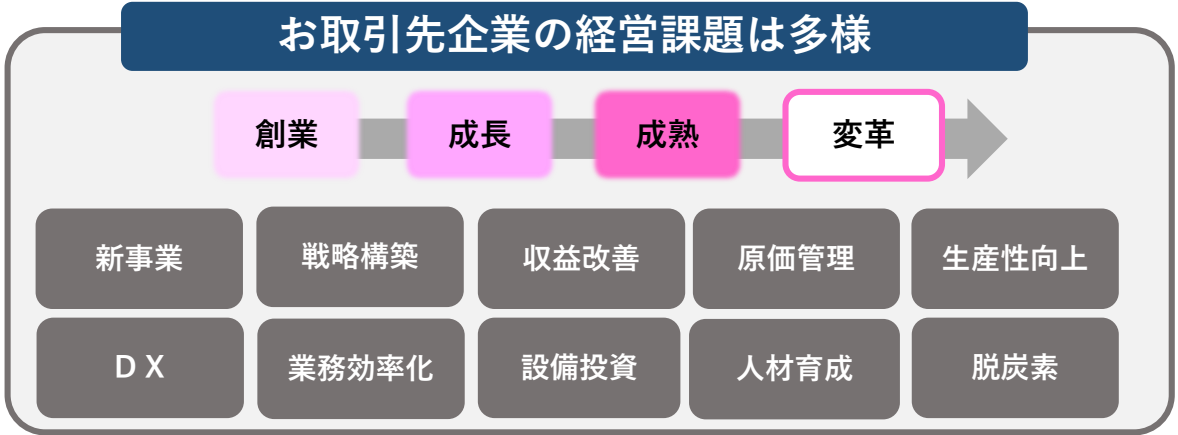 お取引先企業の経営課題は多様
創業 成長 成熟 変革
新事業 戦略構築 収益改善 原価管理 生産性向上
ＤＸ 業務効率化 設備投資 人材育成 脱炭素